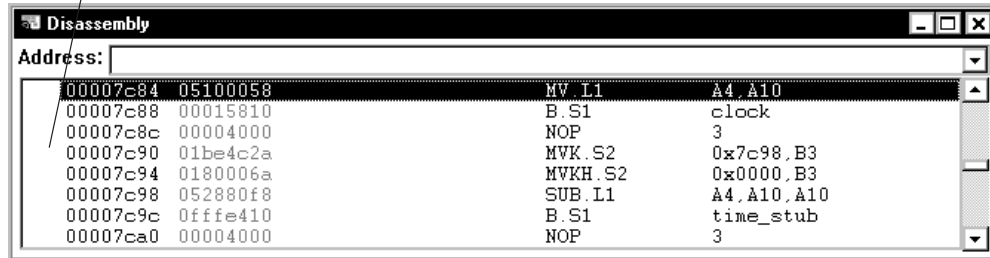 Disassembly
Address:
00007c84 05100058 MV.L1 A4,A10
00007c88 00015810 B.S1 clock
00007c8c 00004000 NOP 3
00007c90 01be4c2a MVK.S2 0x7c98,B3
00007c94 0180006a MVKH.S2 0x0000,B3
00007c98 052880f8 SUB.L1 A4,A10,A10
00007c9c 0fffe410 B.S1 time_stub
00007ca0 00004000 NOP 3